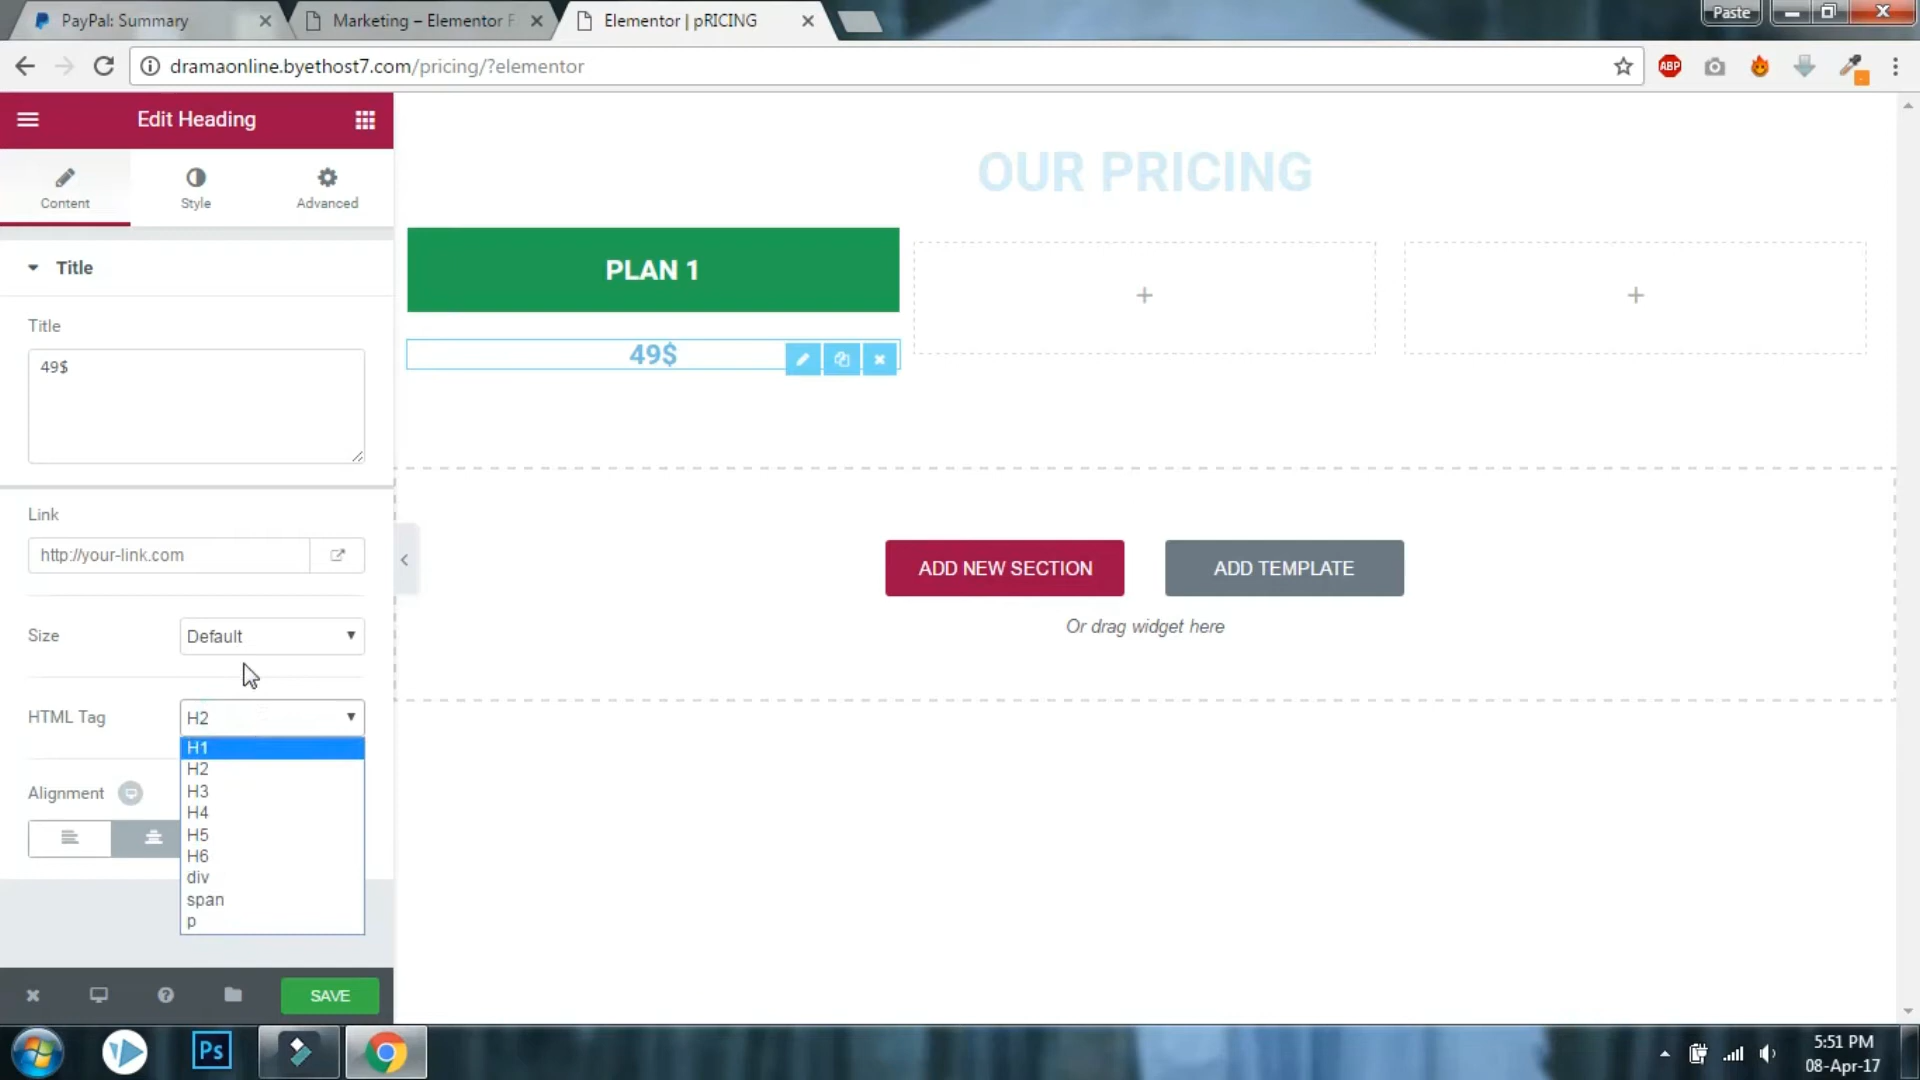 PayPal: Summary
Marketing – Elementor F
Elementor | pRICING
Paste
dramaonline.byethost7.com/pricing/?elementor
ABP
Edit Heading
Content
Style
Advanced
Title
Title
49$
Link
http://your-link.com
Size
Default
HTML Tag
H2
H1
H2
H3
H4
H5
H6
div
span
p
Alignment
SAVE
OUR PRICING
PLAN 1
49$
ADD NEW SECTION
ADD TEMPLATE
Or drag widget here
Ps
5:51 PM
08-Apr-17